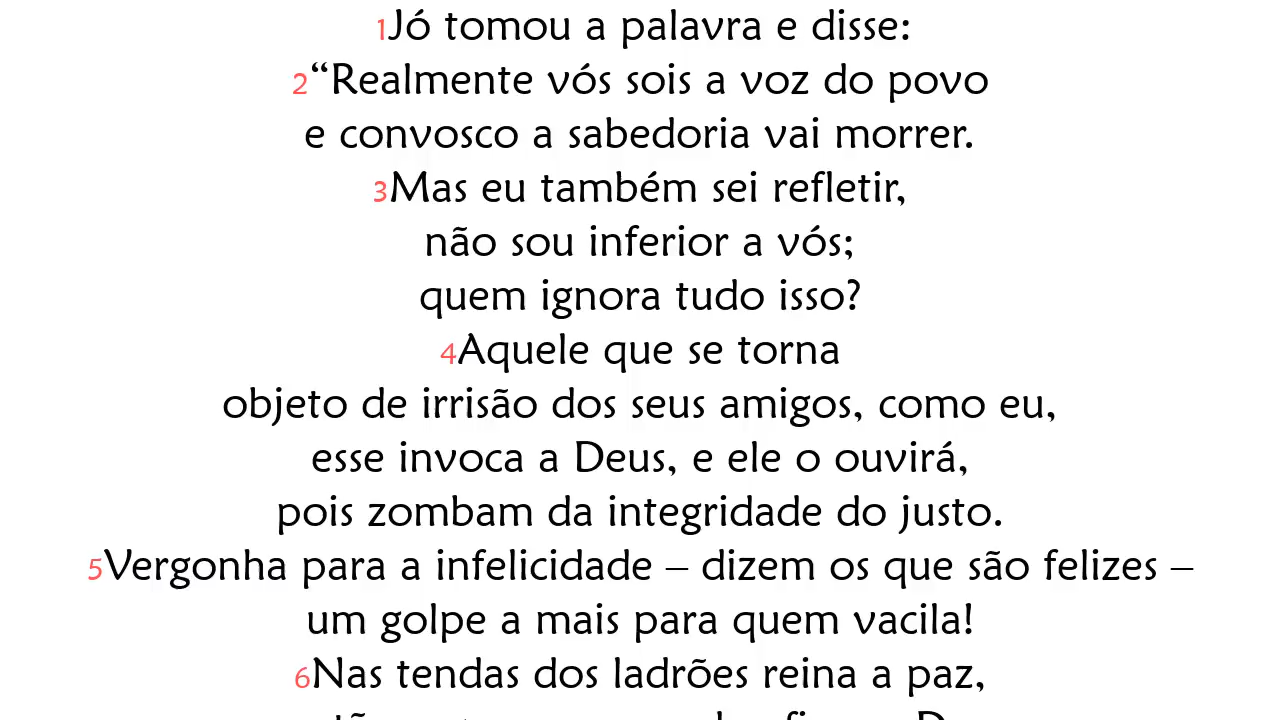 1Jó tomou a palavra e disse:
2“Realmente vós sois a voz do povo
e convosco a sabedoria vai morrer.
3Mas eu também sei refletir,
não sou inferior a vós;
quem ignora tudo isso?
4Aquele que se torna
objeto de irrisão dos seus amigos, como eu,
esse invoca a Deus, e ele o ouvirá,
pois zombam da integridade do justo.
5Vergonha para a infelicidade – dizem os que são felizes –
um golpe a mais para quem vacila!
6Nas tendas dos ladrões reina a paz,